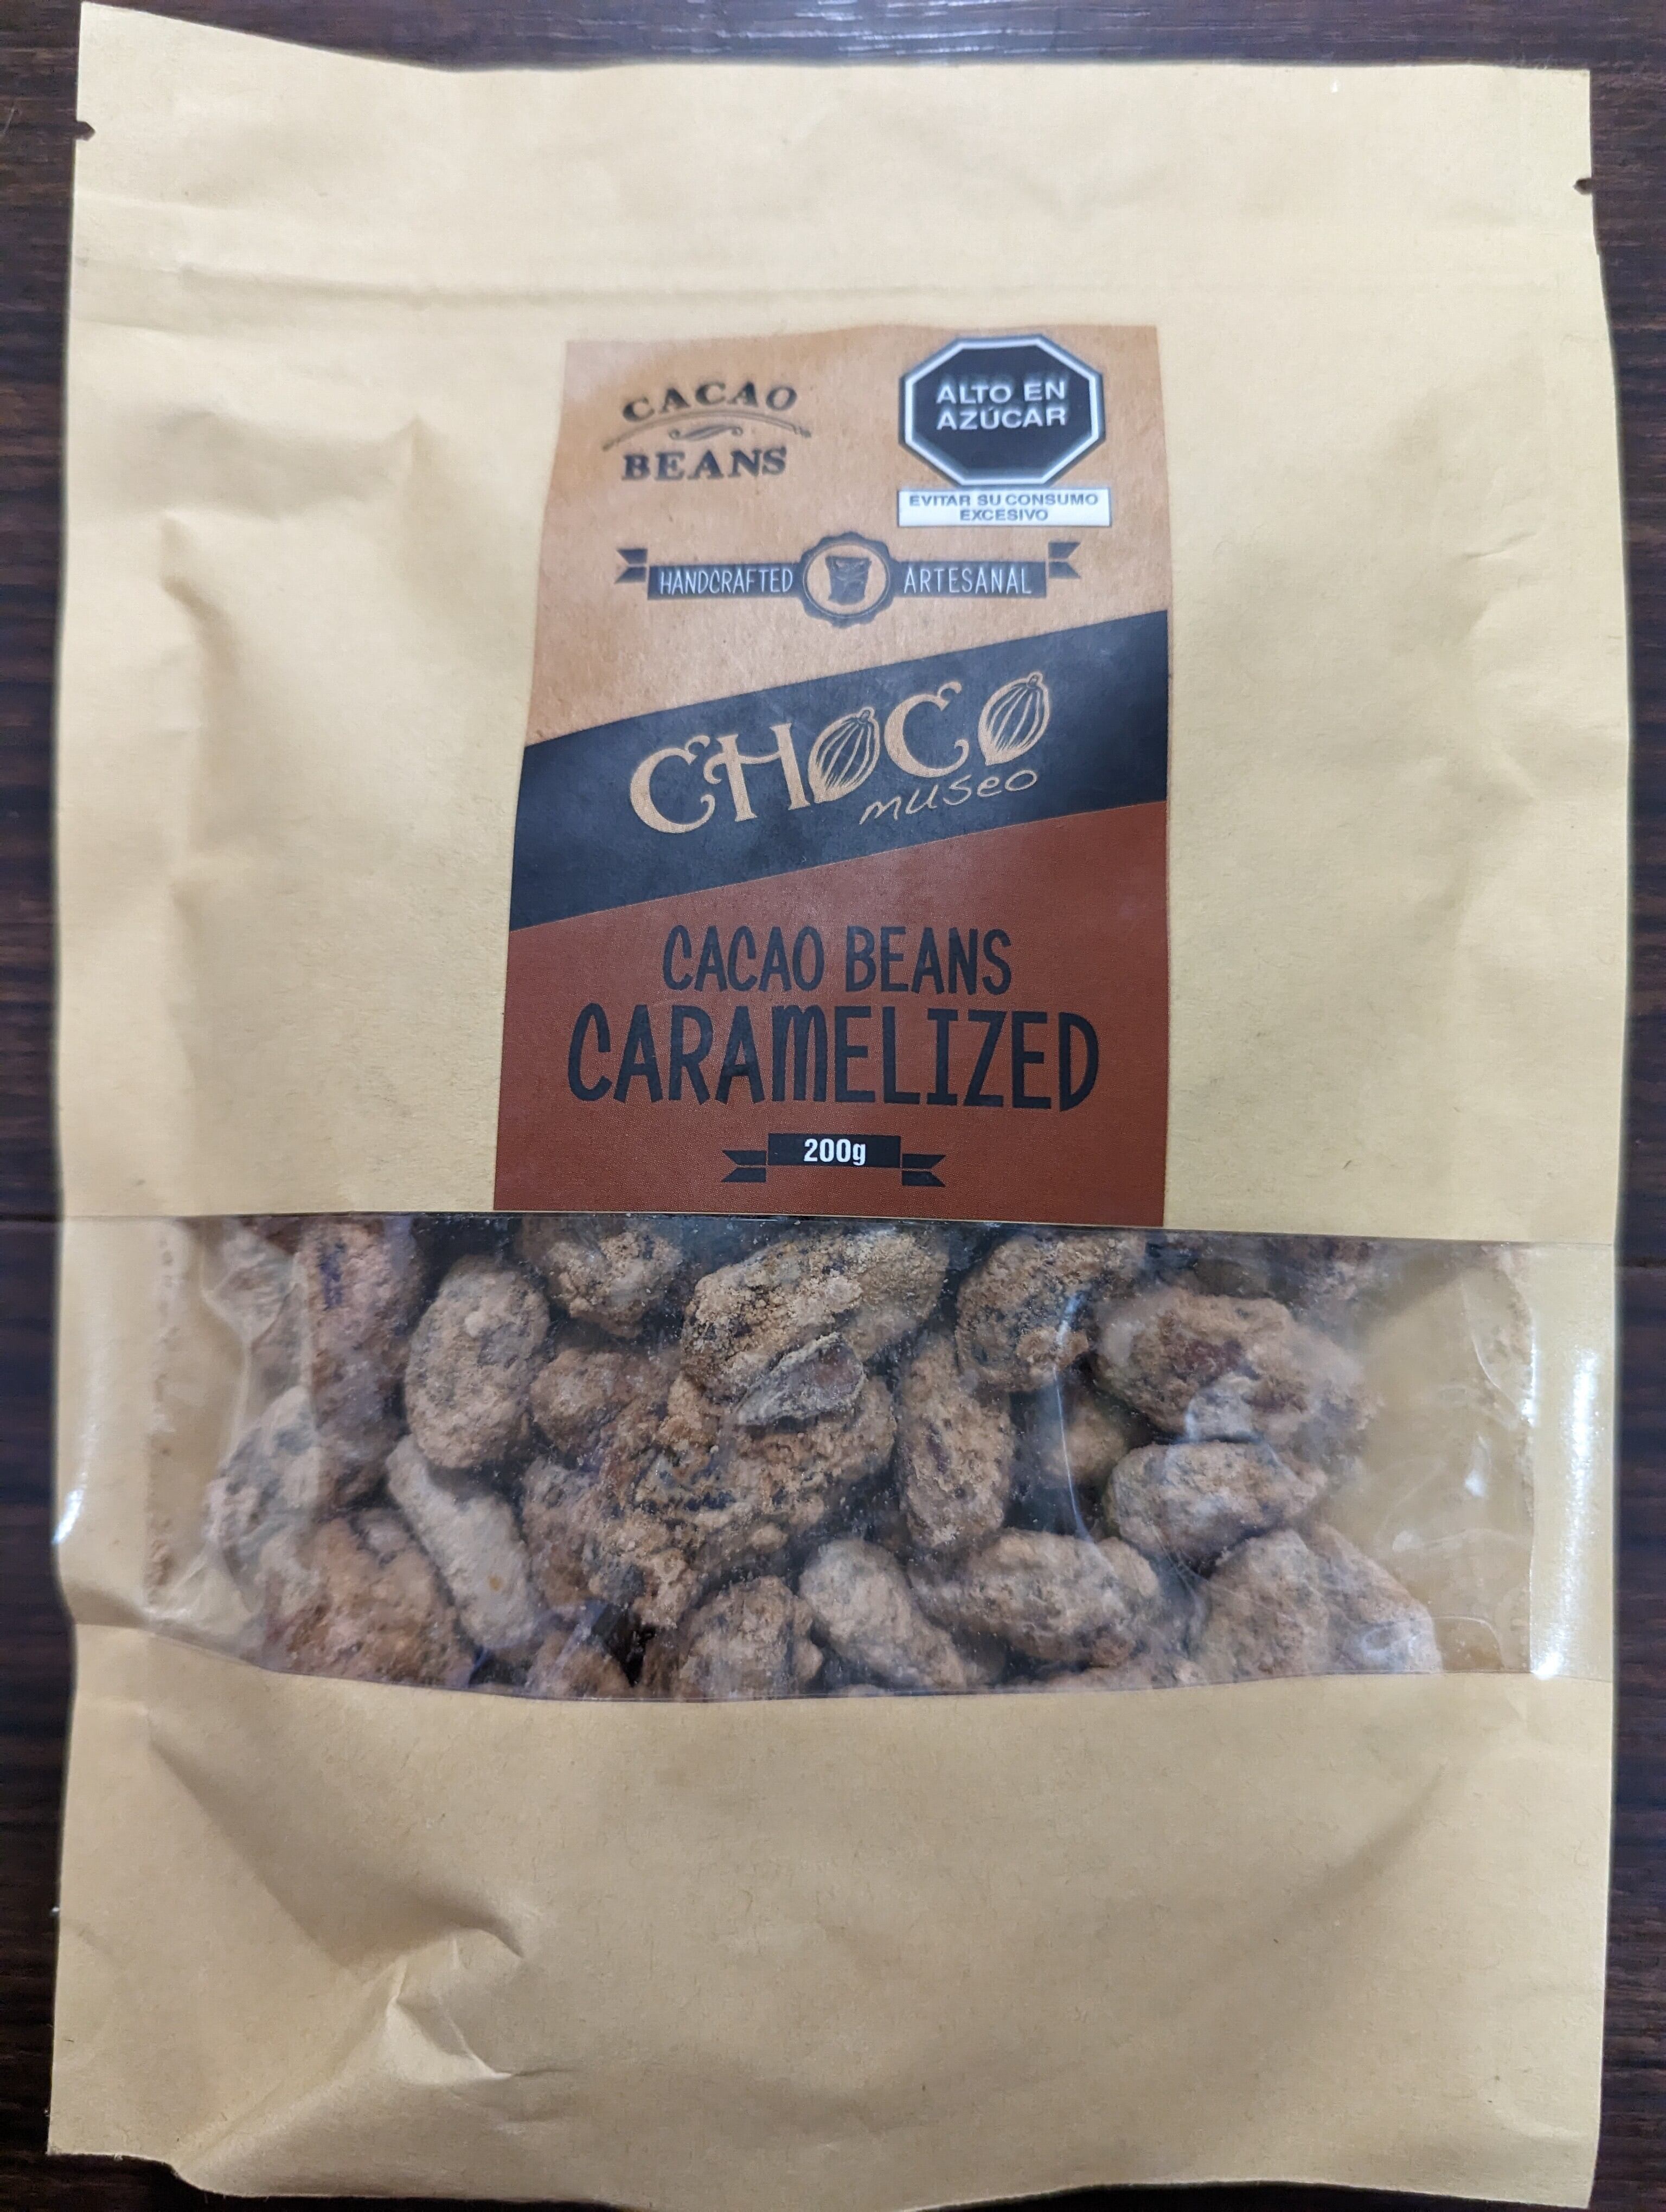 CACAO
BEANS
ALTO EN
AZÚCAR
EVITAR SU CONSUMO
EXCESIVO
HANDCRAFTED ARTESANAL
CHOCO
museo
CACAO BEANS
CARAMELIZED
200g